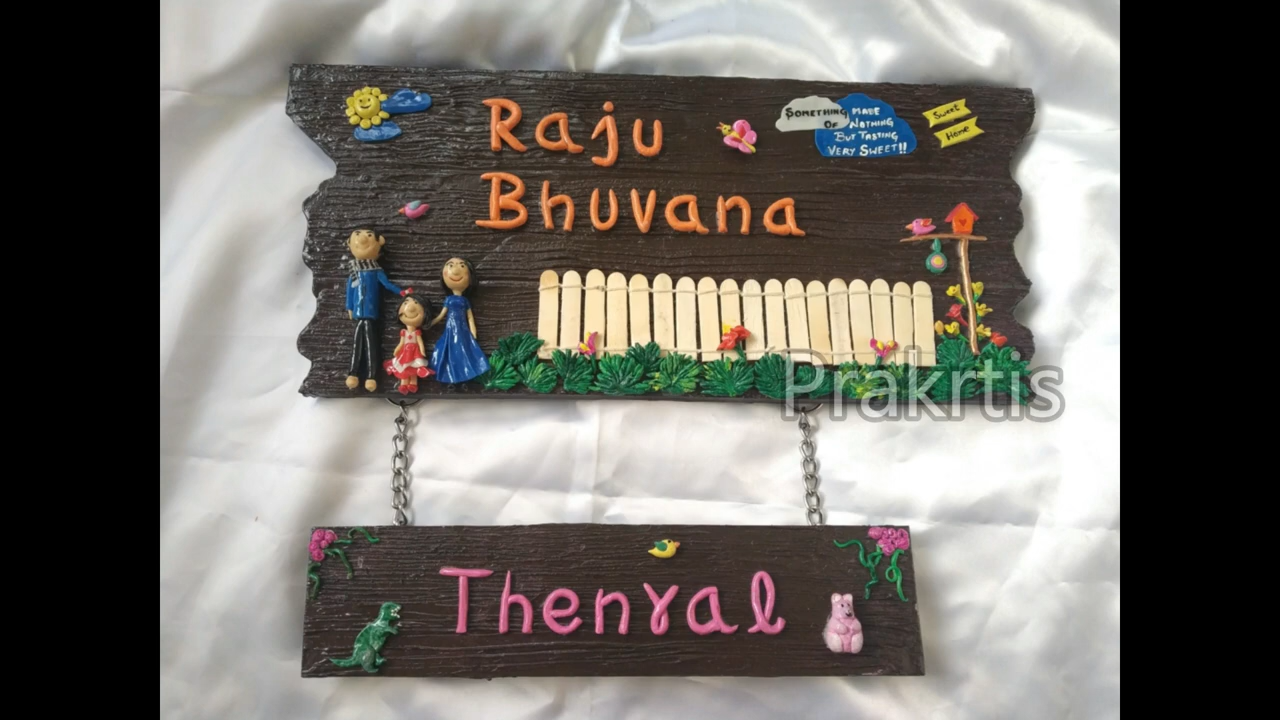 Raju
Bhuvana
SOMETHING MADE
OF NOTHING
BUT TASTING
VERY SWEET!!
Sweet
Home
Prakrtis
Thenral